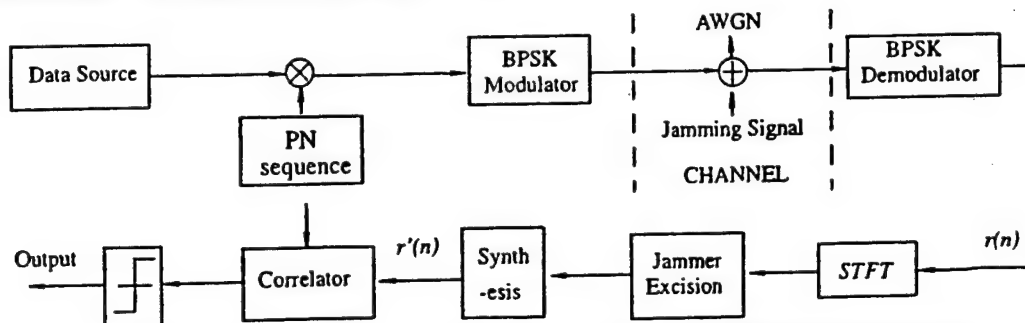 Data Source
PN
sequence
BPSK
Modulator
AWGN
Jamming Signal
CHANNEL
BPSK
Demodulator
Output
Correlator
r'(n)
Synth
-esis
Jammer
Excision
STFT
r(n)